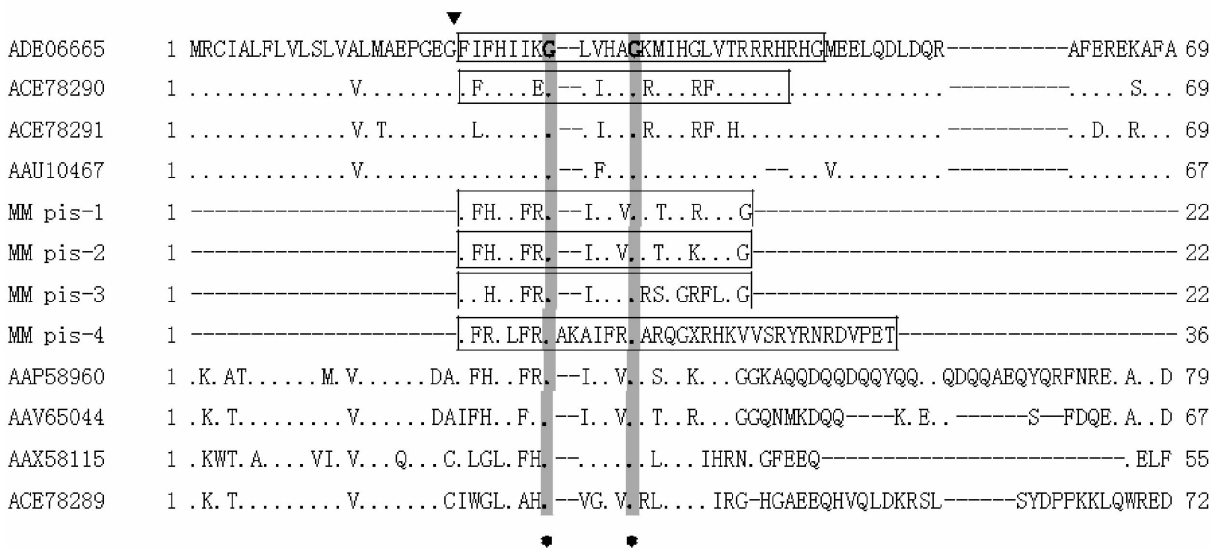 ADE06665 1 MRCIALFLVLSLVALMAEPGEGFIFHIIKG--LVHAGKMIHGLVTRRRHRHGMEELQDLDQR----------AFEREKAFA 69
ACE78290 1 ..............V........F....E.--.I...R...RF...................----------.....S... 69
ACE78291 1 ..............V.T......L......--.I...R...RF.H.................----------..D..R... 69
AAU10467 1 ..............V...............--.F...............--..V........----------......... 67
MM pis-1 1 ----------------------.FH..FR.--I..V..T..R...G---------------------------------- 22
MM pis-2 1 ----------------------.FH..FR.--I..V..T..K...G---------------------------------- 22
MM pis-3 1 ----------------------..H..FR.--I....RS.GRFL.G---------------------------------- 22
MM pis-4 1 ----------------------.FR.LFR.AKAIFR.ARQGXRHKVVSRYRNRDVPET---------------------- 36
AAP58960 1 .K.AT......M.V......DA.FH..FR.--I..V..S..K...GGKAQQDQQDQQYQQ..QDQQAEQYQRFNRE.A..D 79
AAV65044 1 .K.T.........V......DAIFH..F..--I..V..T..R...GGQNMKDQQ----K.E..------S--FDQE.A..D 67
AAX58115 1 .KWT.A....VI.V...Q...C.LGL.FH.--......L...IHRN.GFEEQ-------------------------.ELF 55
ACE78289 1 .K.T.........V.......CIWGL.AH.--VG.V.RL....IRG-HGAEEQHVQLDKRSL------SYDPPKKLQWRED 72